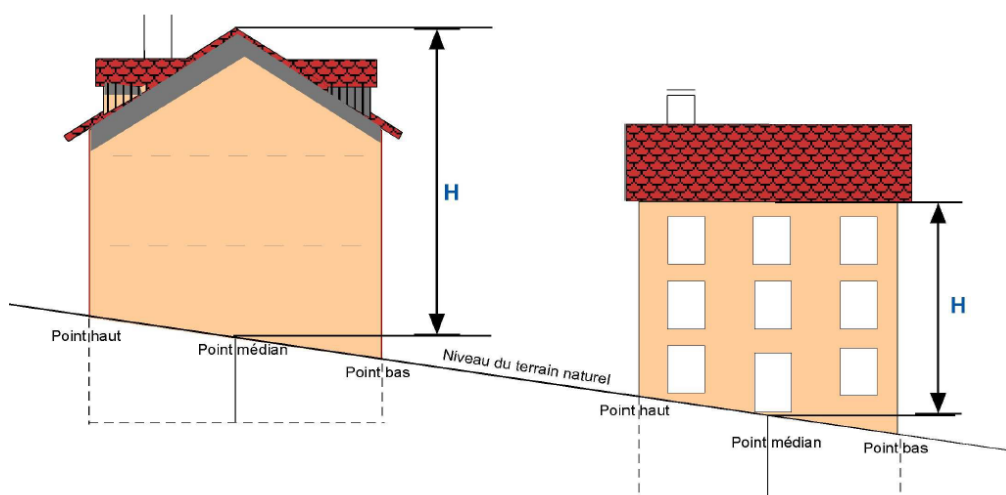 H
Point haut
Point médian
Point bas
Niveau du terrain naturel
H
Point haut
Point médian
Point bas